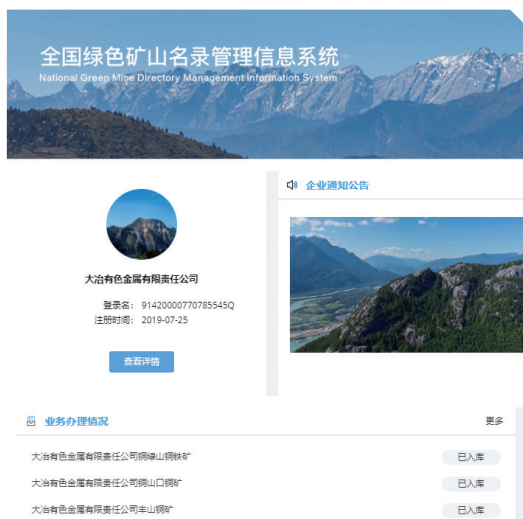 全国绿色矿山名录管理信息系统
National Green Mine Directory Management Information System
企业通知公告
大冶有色金属有限责任公司
登录名: 91420000770785545Q
注册时间: 2019-07-25
查看详情
业务办理情况 更多
大冶有色金属有限责任公司铜绿山铜铁矿 已入库
大冶有色金属有限责任公司铜山口铜矿 已入库
大冶有色金属有限责任公司丰山铜矿 已入库